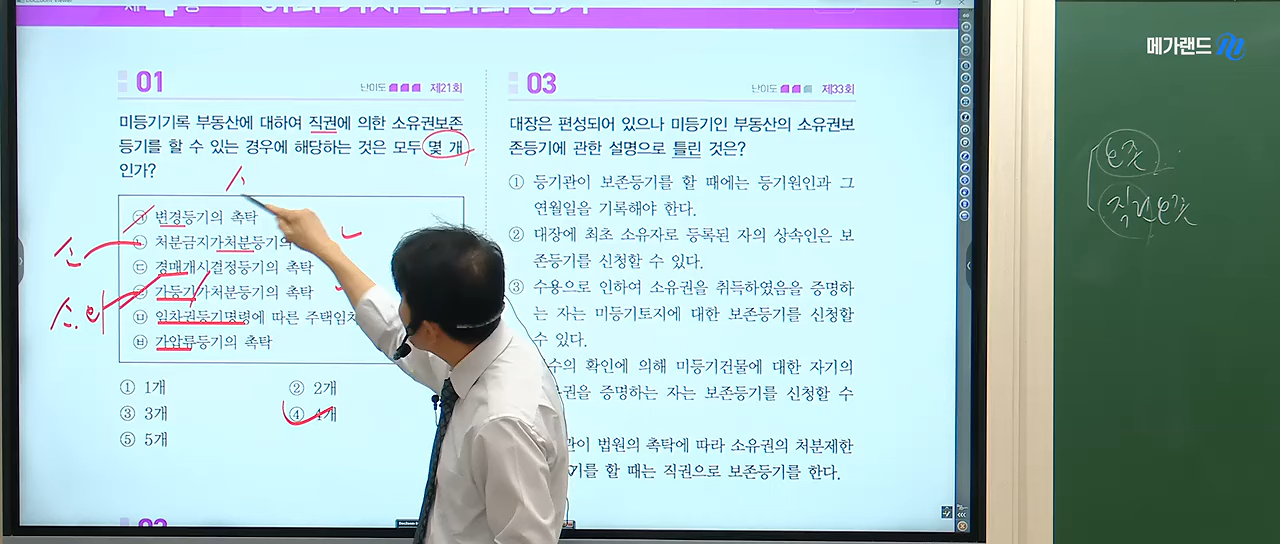 01
난이도
제21회
미등기기록 부동산에 대하여 직권에 의한 소유권보존
등기를 할 수 있는 경우에 해당하는 것은 모두 몇 개
인가?
㉠ 변경등기의 촉탁
㉡ 처분금지가처분등기의
㉢ 경매개시결정등기의 촉탁
㉣ 가등기가처분등기의 촉탁
㉤ 임차권등기명령에 따른 주택임차
㉥ 가압류등기의 촉탁
① 1개
② 2개
③ 3개
④ 4개
⑤ 5개
03
난이도
제33회
대장은 편성되어 있으나 미등기인 부동산의 소유권보
존등기에 관한 설명으로 틀린 것은?
① 등기관이 보존등기를 할 때에는 등기원인과 그
연월일을 기록해야 한다.
② 대장에 최초 소유자로 등록된 자의 상속인은 보
존등기를 신청할 수 있다.
③ 수용으로 인하여 소유권을 취득하였음을 증명하
는 자는 미등기토지에 대한 보존등기를 신청할
수 있다.
수의 확인에 의해 미등기건물에 대한 자기의
권을 증명하는 자는 보존등기를 신청할 수
관이 법원의 촉탁에 따라 소유권의 처분제한
기를 할 때는 직권으로 보존등기를 한다.
메가랜드
보존
직권보존